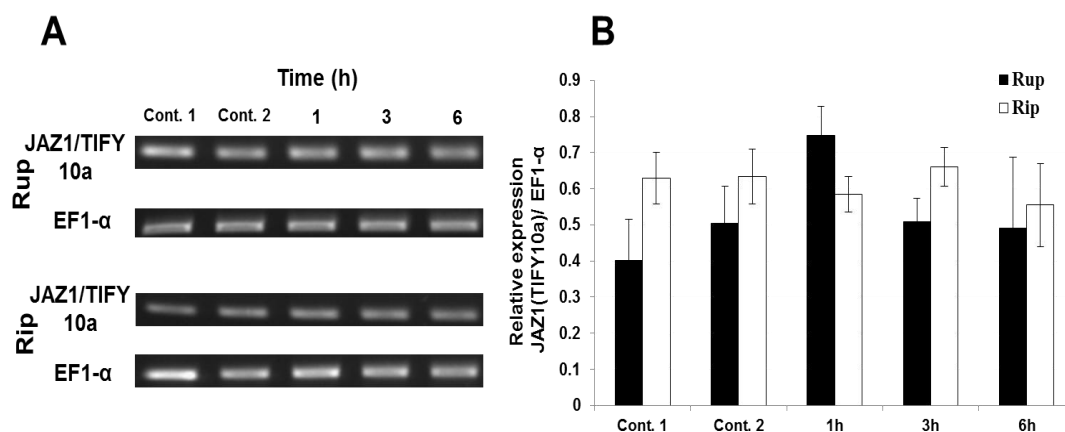 A
Time (h)
Cont. 1 Cont. 2 1 3 6
Rup
JAZ1/TIFY
10a
EF1-α
Rip
JAZ1/TIFY
10a
EF1-α
B
Rup
Rip
Relative expression
JAZ1(TIFY10a)/ EF1-α
0.9
0.8
0.7
0.6
0.5
0.4
0.3
0.2
0.1
0
Cont. 1 Cont. 2 1h 3h 6h